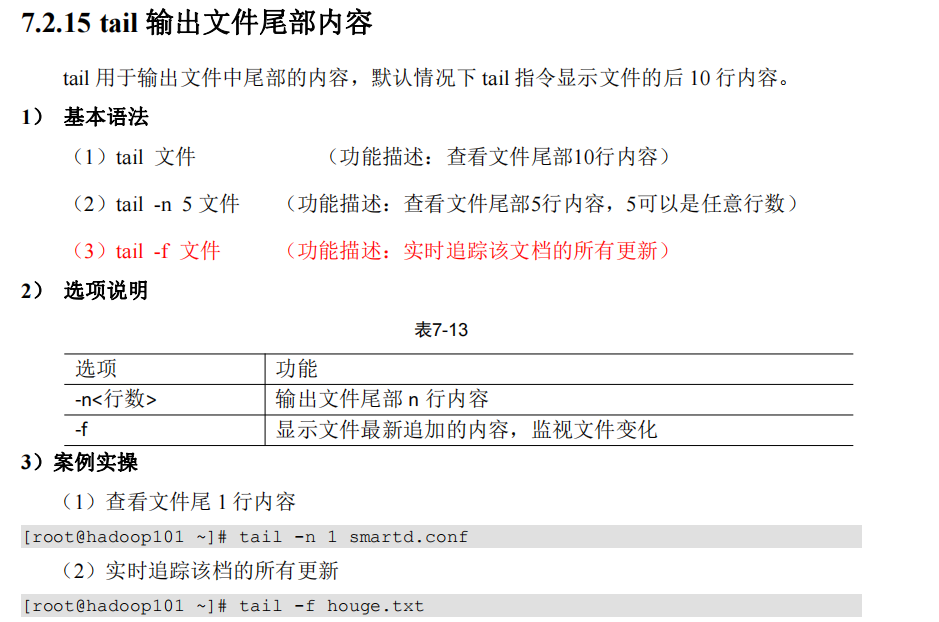 7.2.15 tail 输出文件尾部内容
tail 用于输出文件中尾部的内容，默认情况下 tail 指令显示文件的后 10 行内容。
1） 基本语法
（1）tail 文件 （功能描述：查看文件尾部10行内容）
（2）tail -n 5 文件 （功能描述：查看文件尾部5行内容，5可以是任意行数）
（3）tail -f 文件 （功能描述：实时追踪该文档的所有更新）
2） 选项说明
表7-13
选项 功能
-n<行数> 输出文件尾部 n 行内容
-f 显示文件最新追加的内容，监视文件变化
3）案例实操
（1）查看文件尾 1 行内容
[root@hadoop101 ~]# tail -n 1 smartd.conf
（2）实时追踪该档的所有更新
[root@hadoop101 ~]# tail -f houge.txt